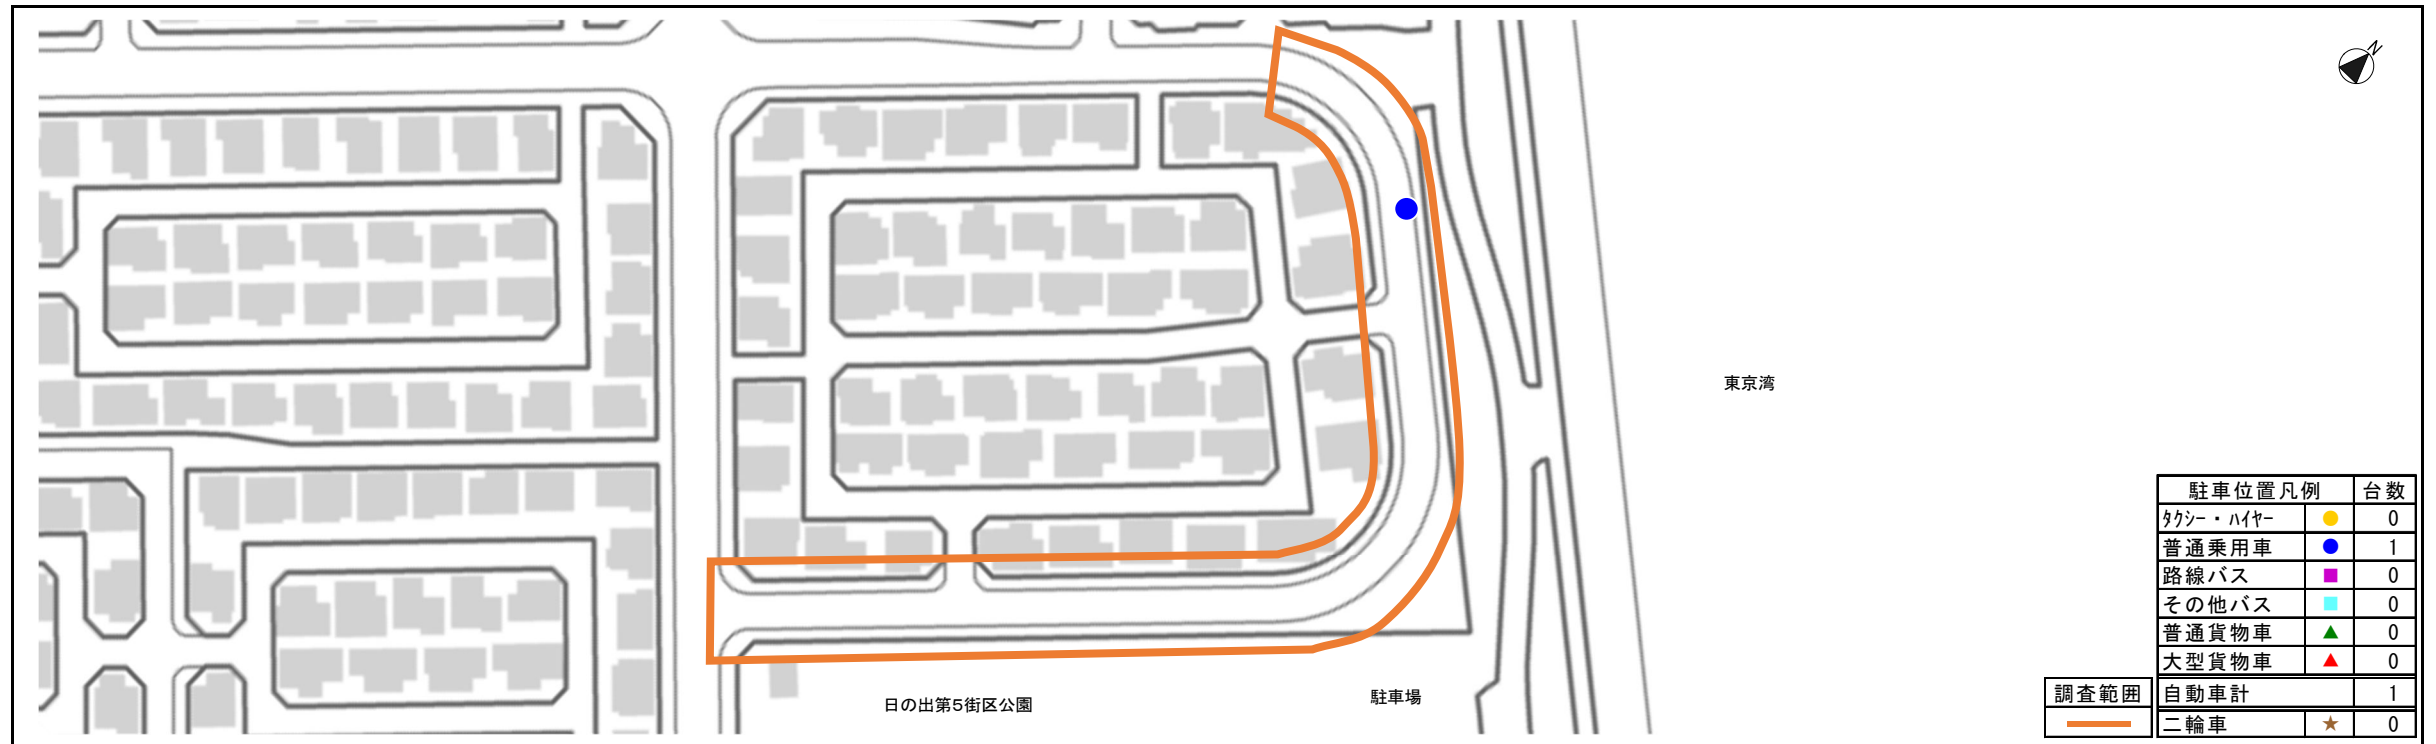 N
東京湾
日の出第5街区公園
駐車場
駐車位置凡例 台数
ﾀｸｼｰ・ﾊｲﾔｰ ● 0
普通乗用車 ● 1
路線バス ■ 0
その他バス ■ 0
普通貨物車 ▲ 0
大型貨物車 ▲ 0
調査範囲 自動車計 1
二輪車 ★ 0